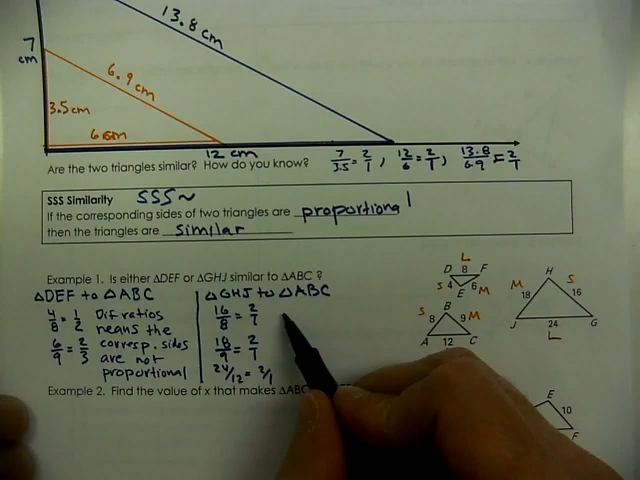 13.8 cm
7
cm
6.9 cm
3.5cm
6 cm
12 cm
Are the two triangles similar? How do you know? 7/3.5 = 2/1 , 12/6 = 2/1 , 13.8/6.9 = 2/1
SSS Similarity SSS~
If the corresponding sides of two triangles are proportional
then the triangles are similar
Example 1. Is either ΔDEF or ΔGHJ similar to ΔABC ?
ΔDEF to ΔABC
4/8 = 1/2 Dif ratios
means the
6/9 = 2/3 corresp. sides
are not
proportional
ΔGHJ to ΔABC
16/8 = 2/1
18/9 = 2/1
24/12 = 2/1
L
D 8 F
S 4 6 M
E
B
S 8 9 M
A 12 C
H
M 18 16 S
J 24 G
L
Example 2. Find the value of x that makes ΔABC
E
10
F